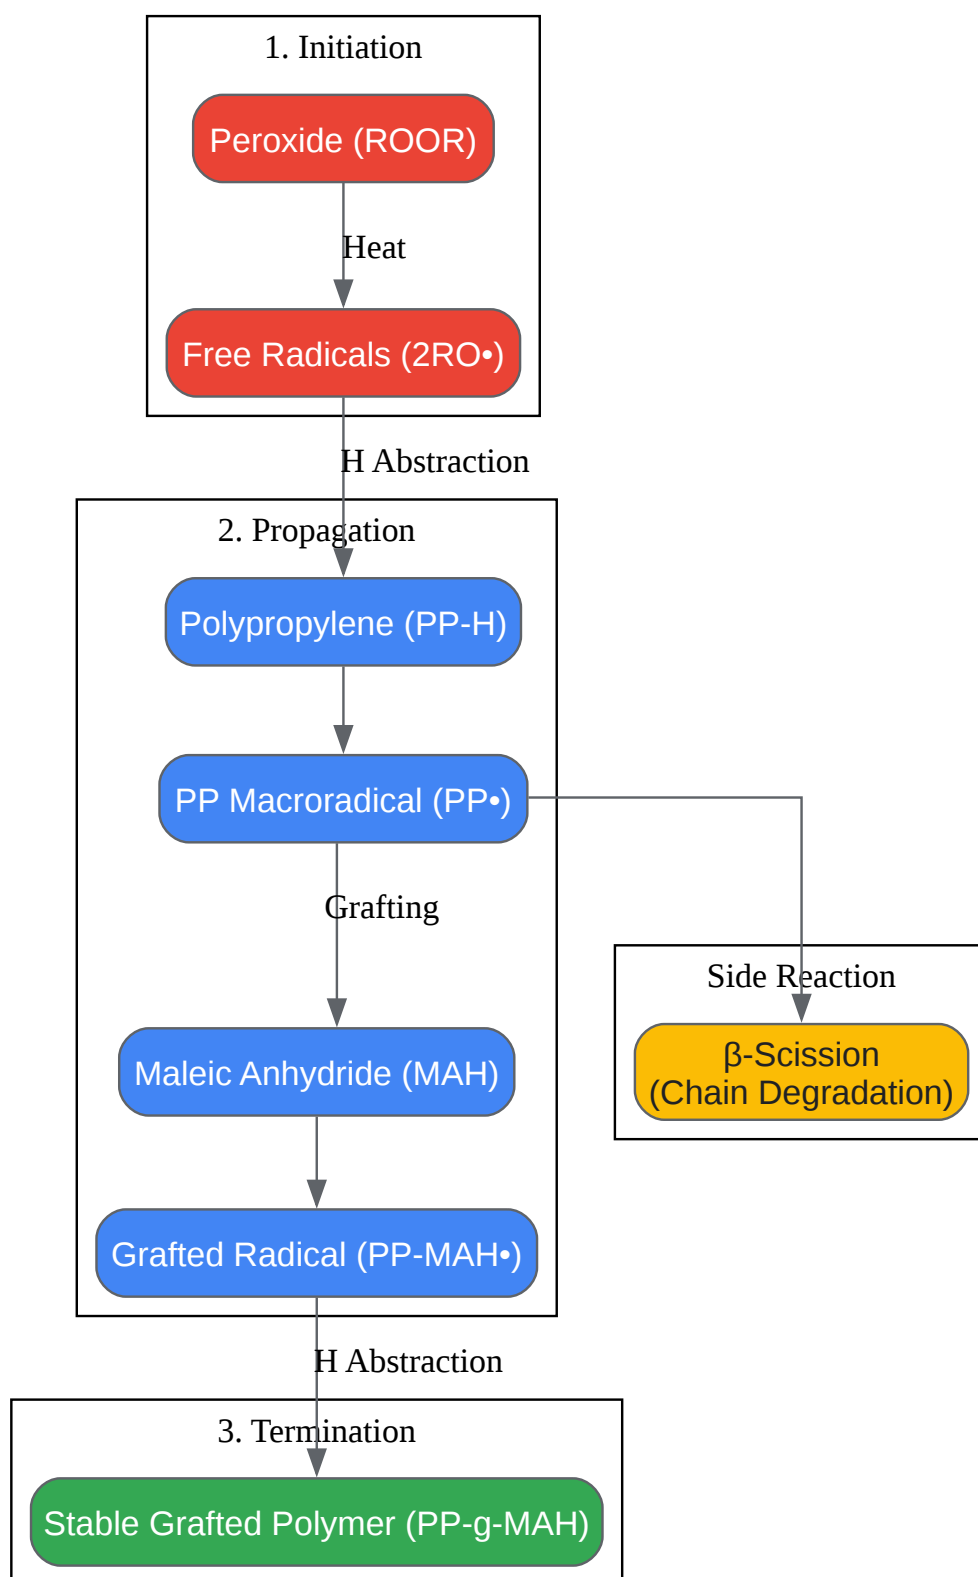 1. Initiation
Peroxide (ROOR)
Heat
Free Radicals (2RO•)
H Abstraction
2. Propagation
Polypropylene (PP-H)
PP Macroradical (PP•)
Grafting
Side Reaction
β-Scission
(Chain Degradation)
Maleic Anhydride (MAH)
Grafted Radical (PP-MAH•)
H Abstraction
3. Termination
Stable Grafted Polymer (PP-g-MAH)